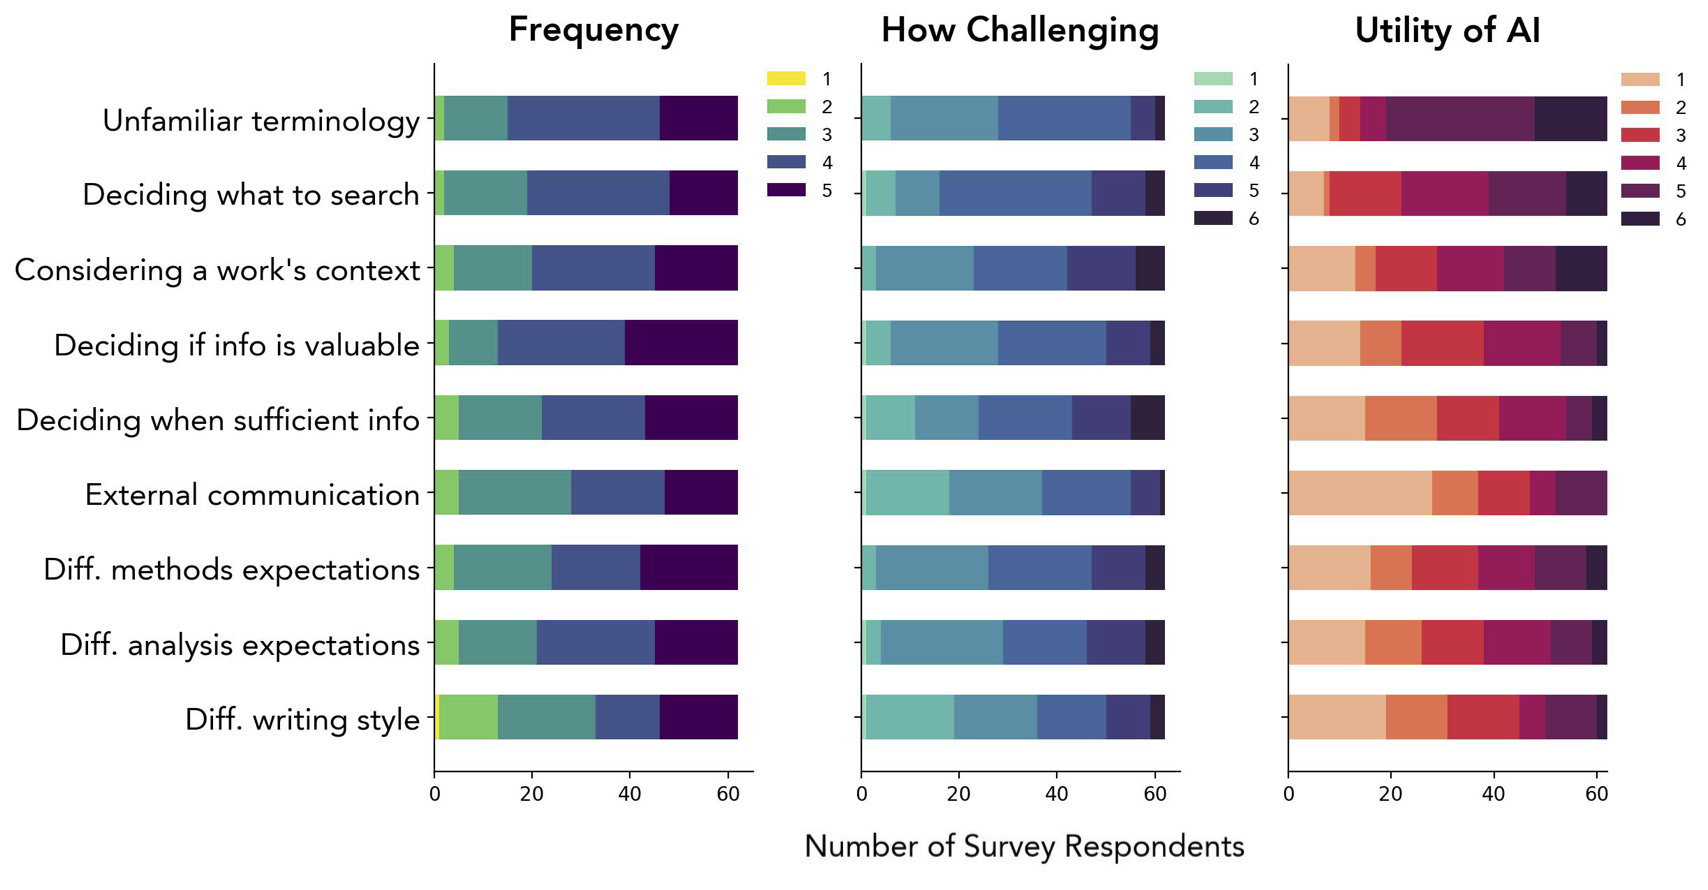 Frequency
How Challenging
Utility of AI
Unfamiliar terminology
Deciding what to search
Considering a work's context
Deciding if info is valuable
Deciding when sufficient info
External communication
Diff. methods expectations
Diff. analysis expectations
Diff. writing style
1
2
3
4
5
1
2
3
4
5
6
1
2
3
4
5
6
0 20 40 60
0 20 40 60
0 20 40 60
Number of Survey Respondents